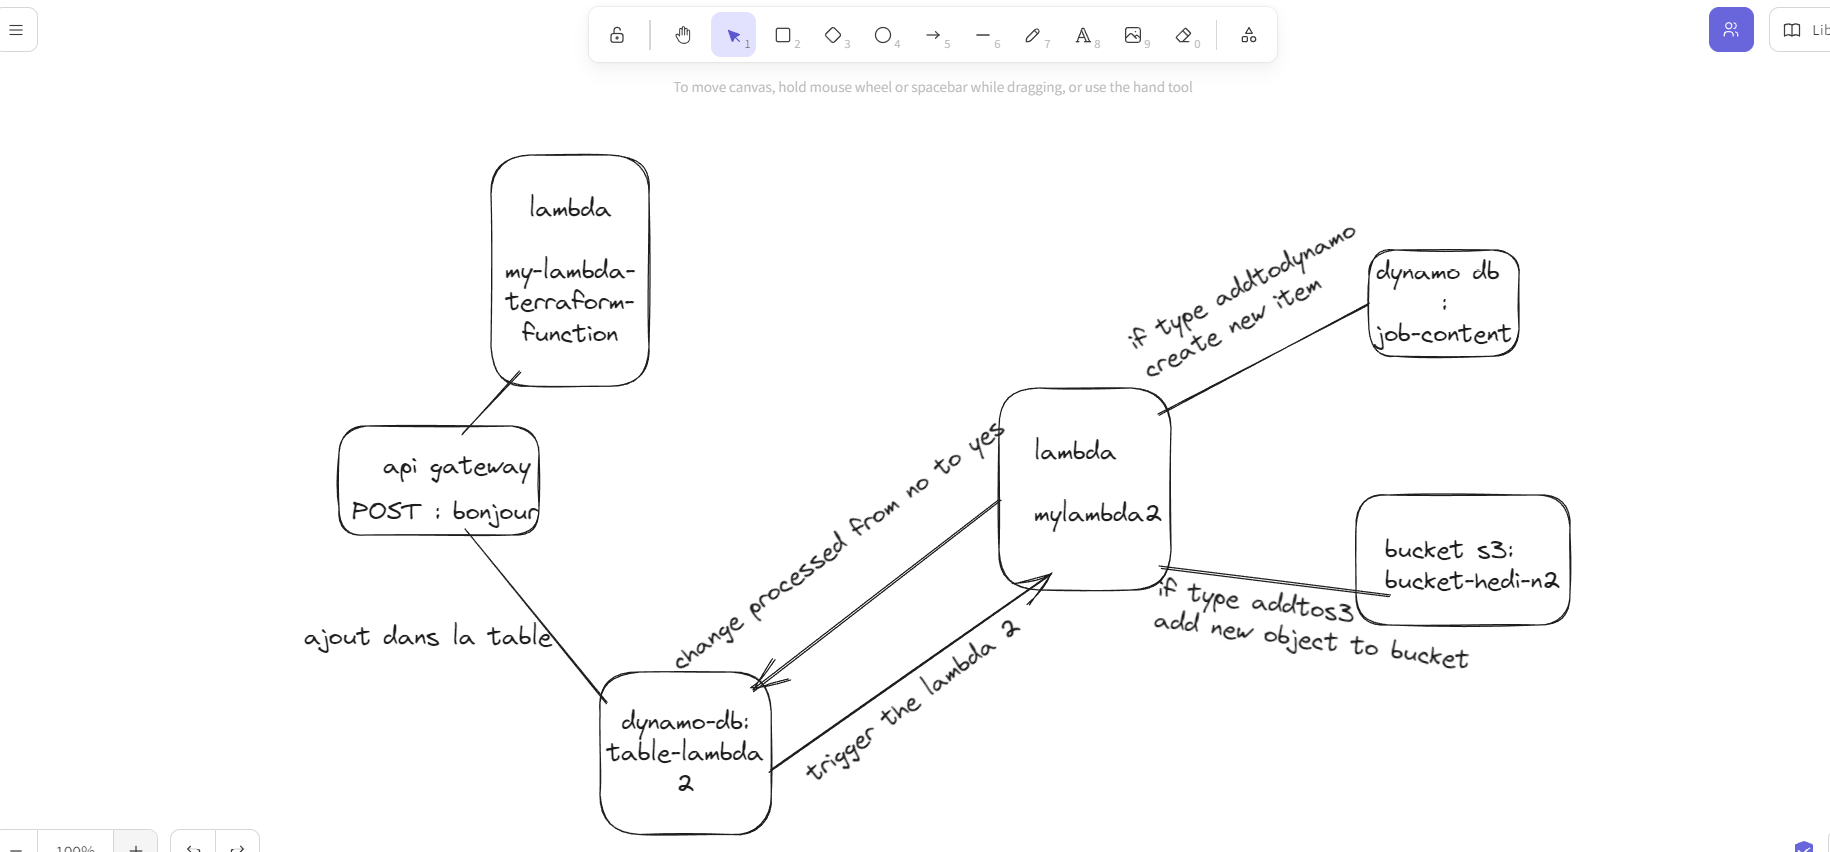 1
2
3
4
5
6
7
8
9
0
Lib
To move canvas, hold mouse wheel or spacebar while dragging, or use the hand tool
lambda
my-lambda-
terraform-
function
api gateway
POST : bonjour
ajout dans la table
dynamo-db:
table-lambda
2
change processed from no to yes
trigger the lambda 2
lambda
mylambda2
if type addtodynamo
create new item
dynamo db
:
job-content
bucket s3:
bucket-hedi-n2
if type addtos3
add new object to bucket
100%